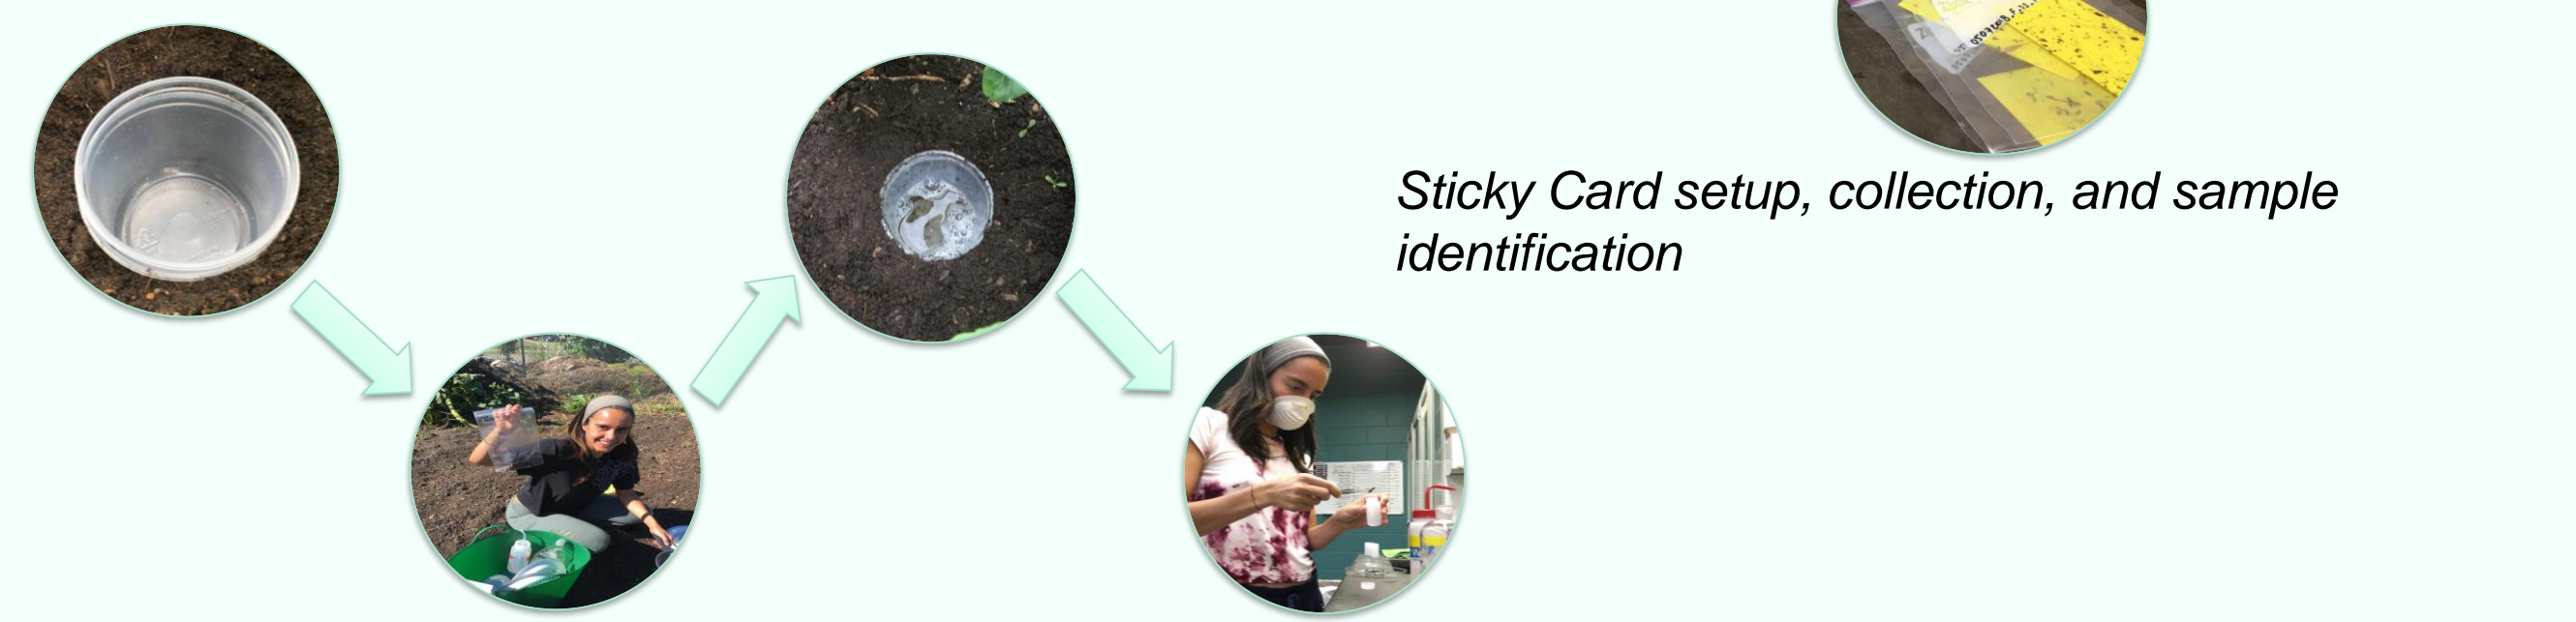 Sticky Card setup, collection, and sample
identification